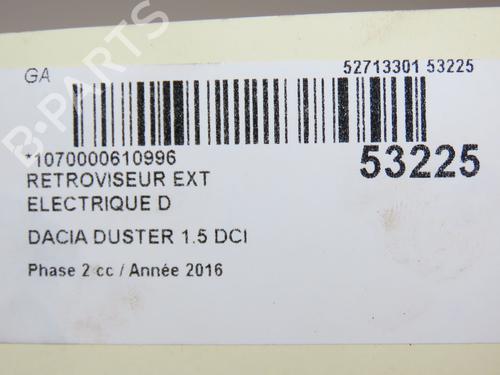 GA
52713301 53225
*1070000610996
53225
RETROVISEUR EXT
ELECTRIQUE D
DACIA DUSTER 1.5 DCI
Phase 2 cc / Année 2016
B-PARTS